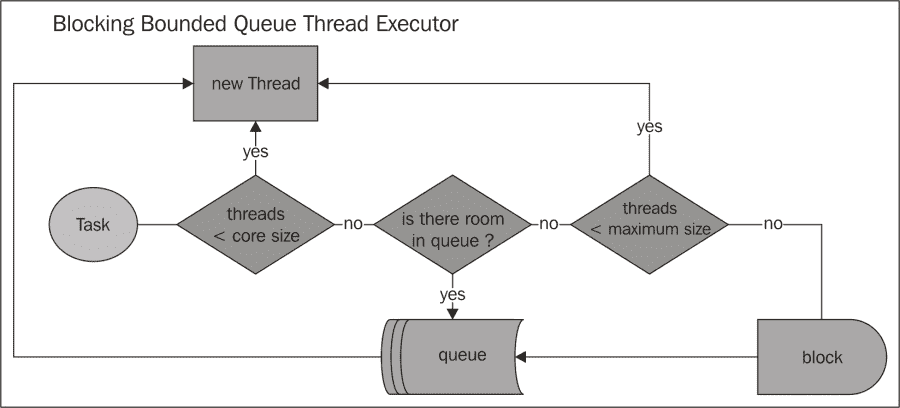 Blocking Bounded Queue Thread Executor
new Thread
yes
yes
Task
threads
< core size
no
is there room
in queue ?
no
threads
< maximum size
no
yes
queue
block